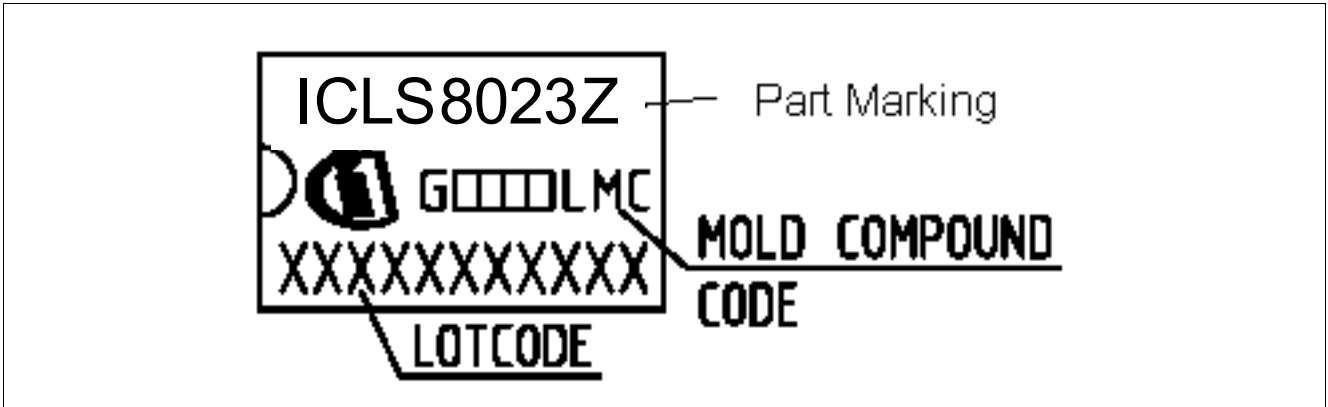 ICLS8023Z
Part Marking
G□□□□LMC
MOLD COMPOUND
CODE
XXXXXXXXXXX
LOTCODE